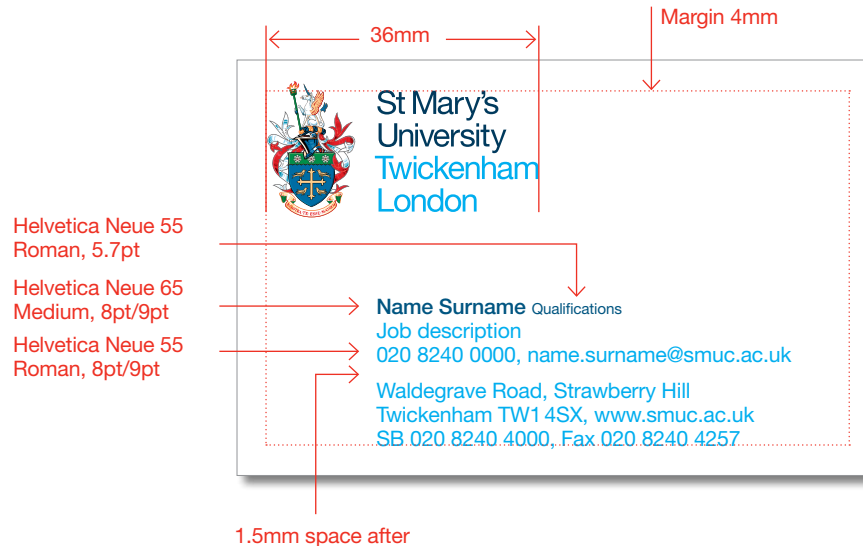 Margin 4mm
36mm
St Mary's
University
Twickenham
London
Helvetica Neue 55
Roman, 5.7pt
Helvetica Neue 65
Medium, 8pt/9pt
Helvetica Neue 55
Roman, 8pt/9pt
Name Surname Qualifications
Job description
020 8240 0000, name.surname@smuc.ac.uk
Waldegrave Road, Strawberry Hill
Twickenham TW1 4SX, www.smuc.ac.uk
SB 020 8240 4000, Fax 020 8240 4257
1.5mm space after